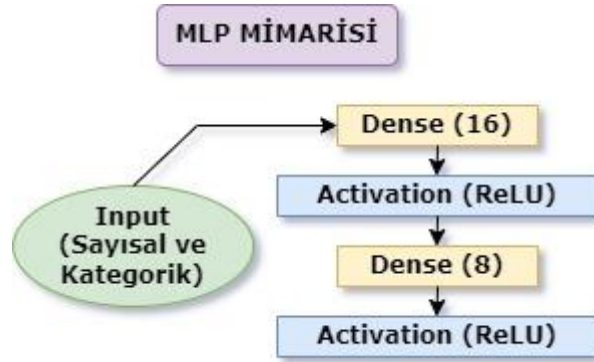 MLP MİMARİSİ
Dense (16)
Activation (ReLU)
Input
(Sayısal ve
Kategorik)
Dense (8)
Activation (ReLU)